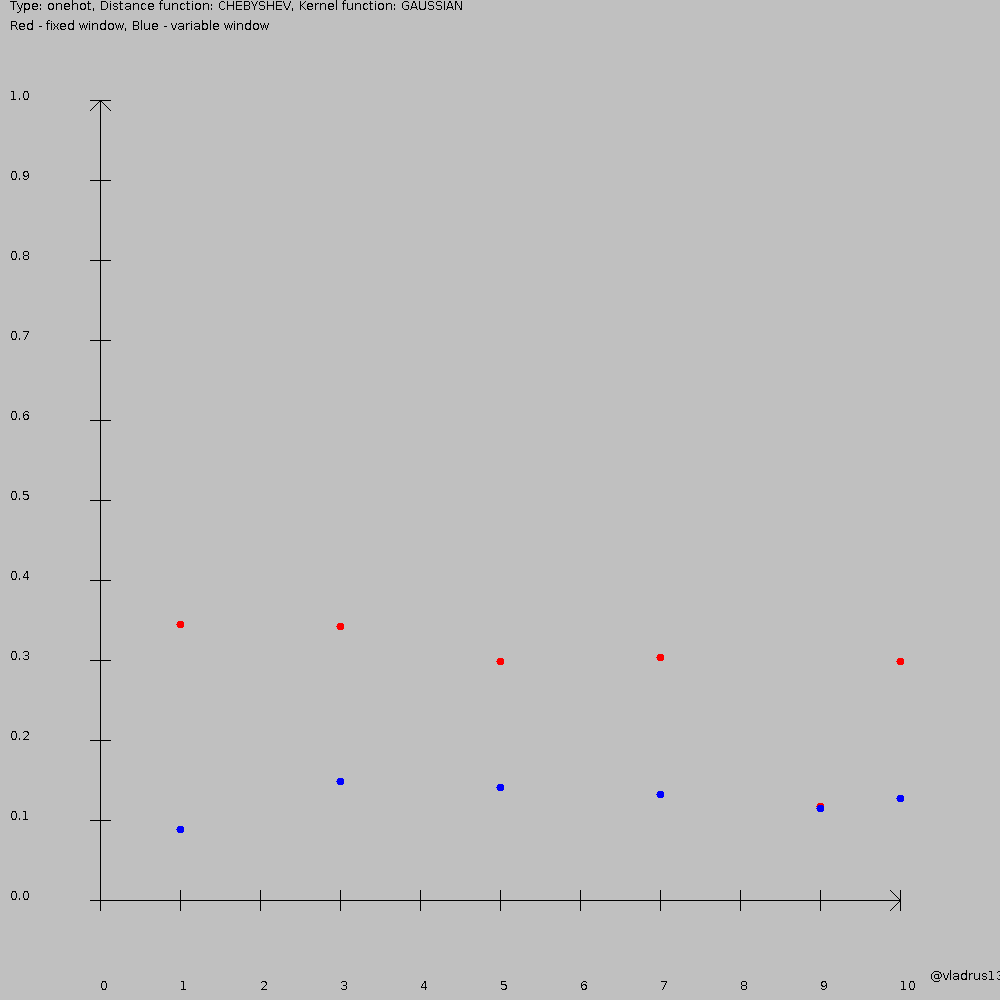 Type: onehot, Distance function: CHEBYSHEV, Kernel function: GAUSSIAN
Red - fixed window, Blue - variable window
1.0
0.9
0.8
0.7
0.6
0.5
0.4
0.3
0.2
0.1
0.0
0 1 2 3 4 5 6 7 8 9 10
@vladrus13